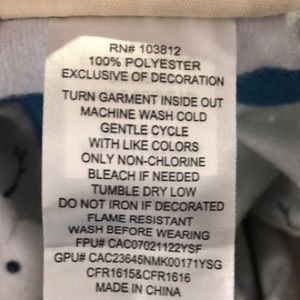 RN# 103812
100% POLYESTER
EXCLUSIVE OF DECORATION
TURN GARMENT INSIDE OUT
MACHINE WASH COLD
GENTLE CYCLE
WITH LIKE COLORS
ONLY NON-CHLORINE
BLEACH IF NEEDED
TUMBLE DRY LOW
DO NOT IRON IF DECORATED
FLAME RESISTANT
WASH BEFORE WEARING
FPU# CAC07021122YSF
GPU# CAC23645NMK00171YSG
CFR1615&CFR1616
MADE IN CHINA